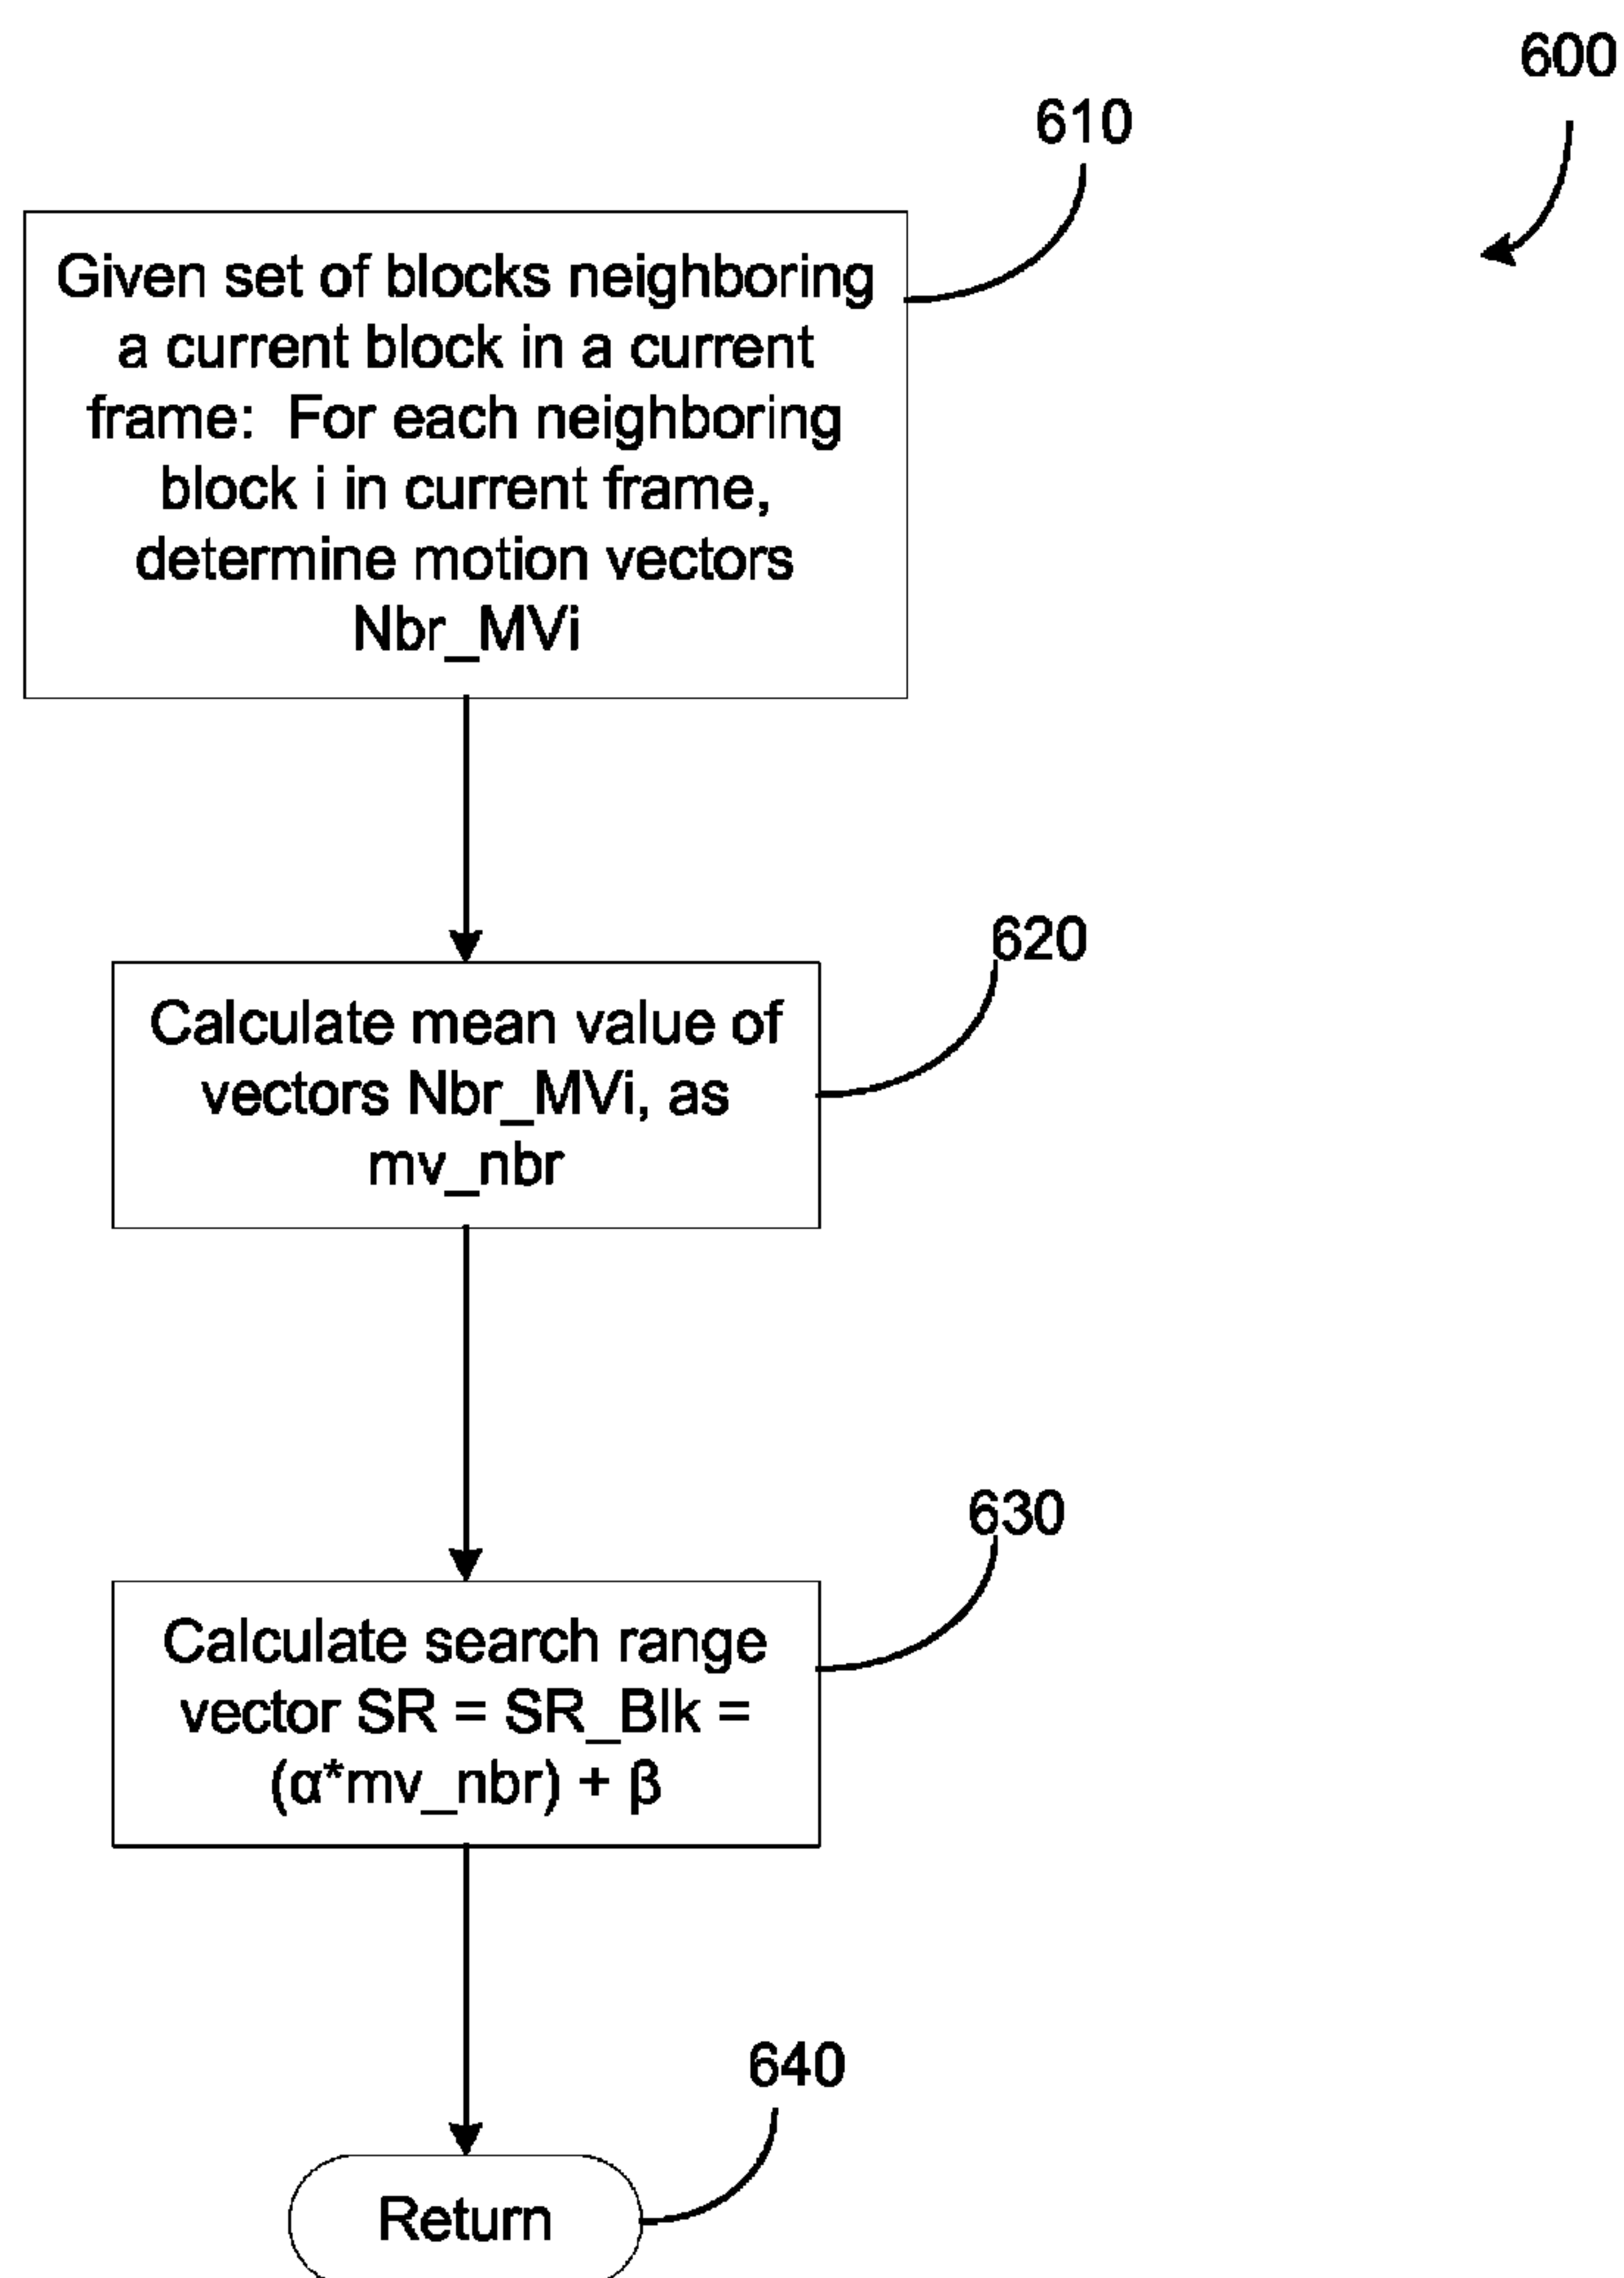 600
610
Given set of blocks neighboring
a current block in a current
frame: For each neighboring
block i in current frame,
determine motion vectors
Nbr_MVi
620
Calculate mean value of
vectors Nbr_MVi, as
mv_nbr
630
Calculate search range
vector SR = SR_Blk =
(α*mv_nbr) + β
640
Return